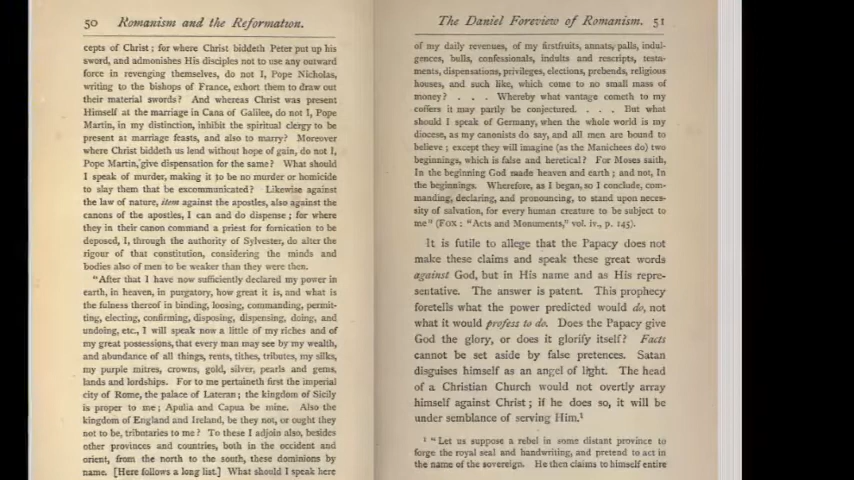 50 Romanism and the Reformation.
cepts of Christ; for where Christ biddeth Peter put up his
sword, and admonishes His disciples not to use any outward
force in revenging themselves, do not I, Pope Nicholas,
writing to the bishops of France, exhort them to draw out
their material swords? And whereas Christ was present
Himself at the marriage in Cana of Galilee, do not I, Pope
Martin, in my distinction, inhibit the spiritual clergy to be
present at marriage feasts, and also to marry? Moreover
where Christ biddeth us lend without hope of gain, do not I,
Pope Martin, give dispensation for the same? What should
I speak of murder, making it to be no murder or homicide
to slay them that be excommunicated? Likewise against
the law of nature, item against the apostles, also against the
canons of the apostles, I can and do dispense; for where
they in their canon command a priest for fornication to be
deposed, I, through the authority of Sylvester, do alter the
rigour of that constitution, considering the minds and
bodies also of men to be weaker than they were then.
"After that I have now sufficiently declared my power in
earth, in heaven, in purgatory, how great it is, and what is
the fulness thereof in binding, loosing, commanding, permit-
ting, electing, confirming, disposing, dispensing, doing, and
undoing, etc., I will speak now a little of my riches and of
my great possessions, that every man may see by my wealth,
and abundance of all things, rents, tithes, tributes, my silks,
my purple mitres, crowns, gold, silver, pearls and gems,
lands and lordships. For to me pertaineth first the imperial
city of Rome, the palace of Lateran; the kingdom of Sicily
is proper to me; Apulia and Capua be mine. Also the
kingdom of England and Ireland, be they not, or ought they
not to be, tributaries to me? To these I adjoin also, besides
other provinces and countries, both in the occident and
orient, from the north to the south, these dominions by
name. [Here follows a long list.] What should I speak here
The Daniel Foreview of Romanism. 51
of my daily revenues, of my firstfruits, annats, palls, indul-
gences, bulls, confessionals, indults and rescripts, testa-
ments, dispensations, privileges, elections, prebends, religious
houses, and such like, which come to no small mass of
money? . . . Whereby what vantage cometh to my
coffers it may partly be conjectured. . . . But what
should I speak of Germany, when the whole world is my
diocese, as my canonists do say, and all men are bound to
believe; except they will imagine (as the Manichees do) two
beginnings, which is false and heretical? For Moses saith,
In the beginning God made heaven and earth; and not, In
the beginnings. Wherefore, as I began, so I conclude, com-
manding, declaring, and pronouncing, to stand upon neces-
sity of salvation, for every human creature to be subject to
me" (Fox: "Acts and Monuments," vol. iv., p. 145).
It is futile to allege that the Papacy does not
make these claims and speak these great words
against God, but in His name and as His repre-
sentative. The answer is patent. This prophecy
foretells what the power predicted would do, not
what it would profess to do. Does the Papacy give
God the glory, or does it glorify itself? Facts
cannot be set aside by false pretences. Satan
disguises himself as an angel of light. The head
of a Christian Church would not overtly array
himself against Christ; if he does so, it will be
under semblance of serving Him.¹
¹ "Let us suppose a rebel in some distant province to
forge the royal seal and handwriting, and pretend to act in
the name of the sovereign. He then claims to himself entire